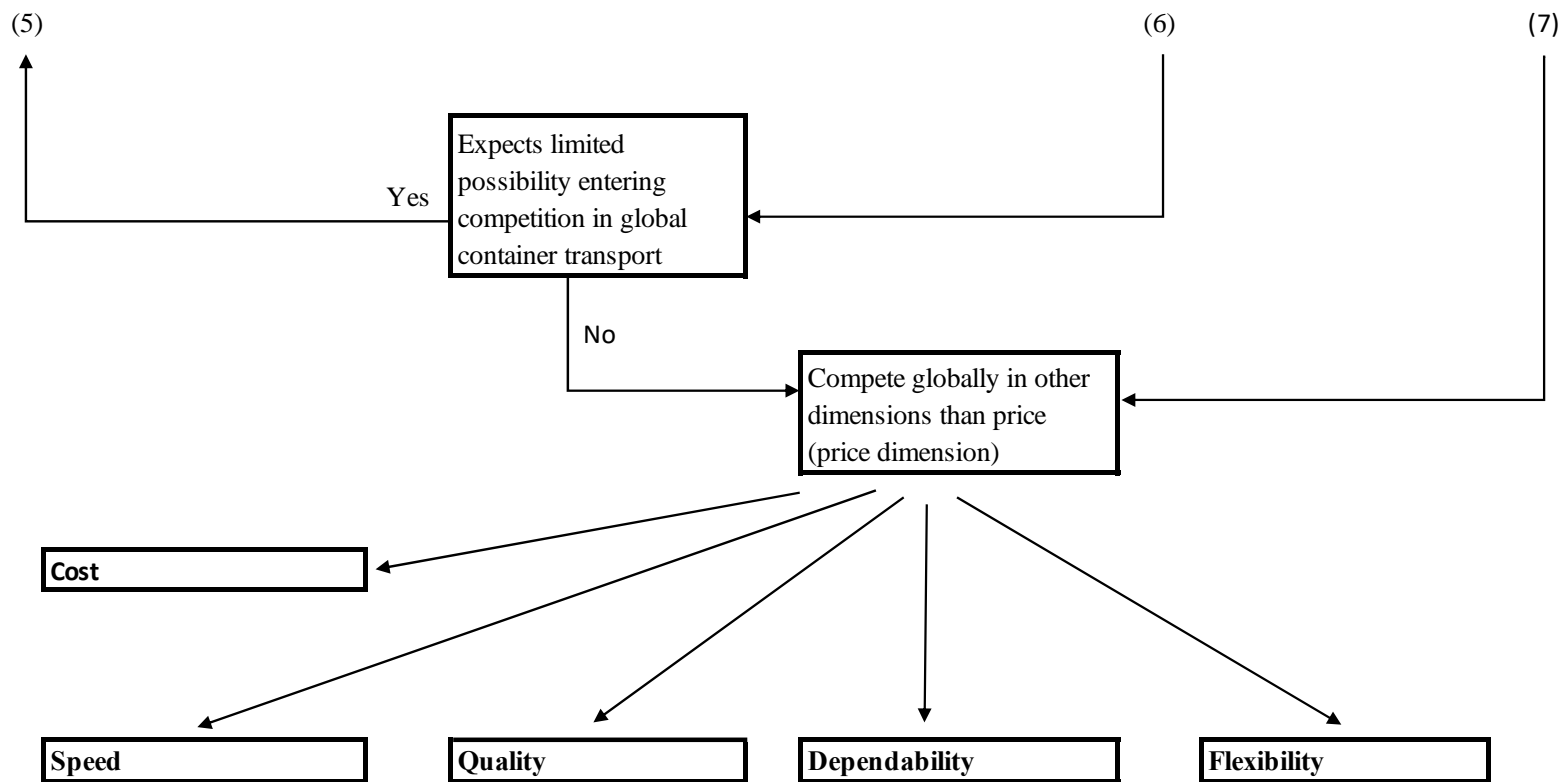 (5)
(6)
(7)
Expects limited
possibility entering
competition in global
container transport
Yes
No
Compete globally in other
dimensions than price
(price dimension)
Cost
Speed
Quality
Dependability
Flexibility